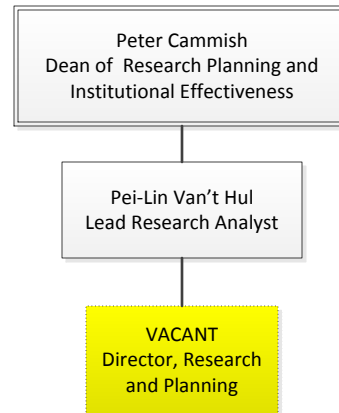 Peter Cammish
Dean of Research Planning and
Institutional Effectiveness
Pei-Lin Van’t Hul
Lead Research Analyst
VACANT
Director, Research
and Planning